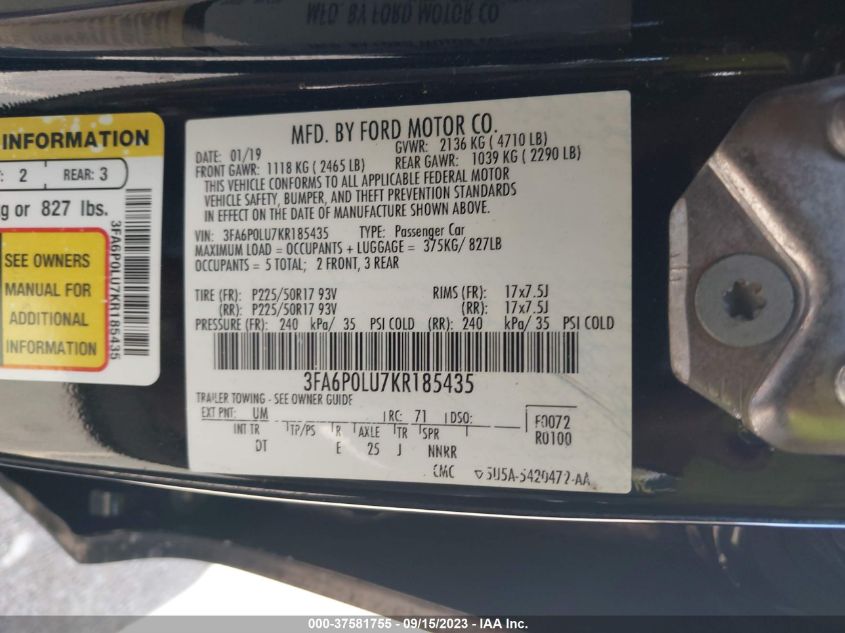 MFD. BY FORD MOTOR CO
INFORMATION
: 2 REAR: 3
g or 827 lbs.
SEE OWNERS
MANUAL FOR
ADDITIONAL
INFORMATION
3FA6P0LU7KR185435
MFD. BY FORD MOTOR CO.
DATE: 01/19 GVWR: 2136 KG ( 4710 LB)
FRONT GAWR: 1118 KG ( 2465 LB) REAR GAWR: 1039 KG ( 2290 LB)
THIS VEHICLE CONFORMS TO ALL APPLICABLE FEDERAL MOTOR
VEHICLE SAFETY, BUMPER, AND THEFT PREVENTION STANDARDS
IN EFFECT ON THE DATE OF MANUFACTURE SHOWN ABOVE.
VIN: 3FA6P0LU7KR185435 TYPE: Passenger Car
MAXIMUM LOAD = OCCUPANTS + LUGGAGE = 375KG/ 827LB
OCCUPANTS = 5 TOTAL; 2 FRONT, 3 REAR
TIRE (FR): P225/50R17 93V RIMS (FR): 17x7.5J
(RR): P225/50R17 93V (RR): 17x7.5J
PRESSURE (FR): 240 kPa/ 35 PSI COLD (RR): 240 kPa/ 35 PSI COLD
3FA6P0LU7KR185435
TRAILER TOWING - SEE OWNER GUIDE
EXT PNT: UM RC: 71 DSO: F0072
INT TR TP/PS R AXLE TR SPR R0100
DT E 25 J NNRR
CMC 5U5A-5420472-AA
000-37581755 - 09/15/2023 - © IAA Inc.